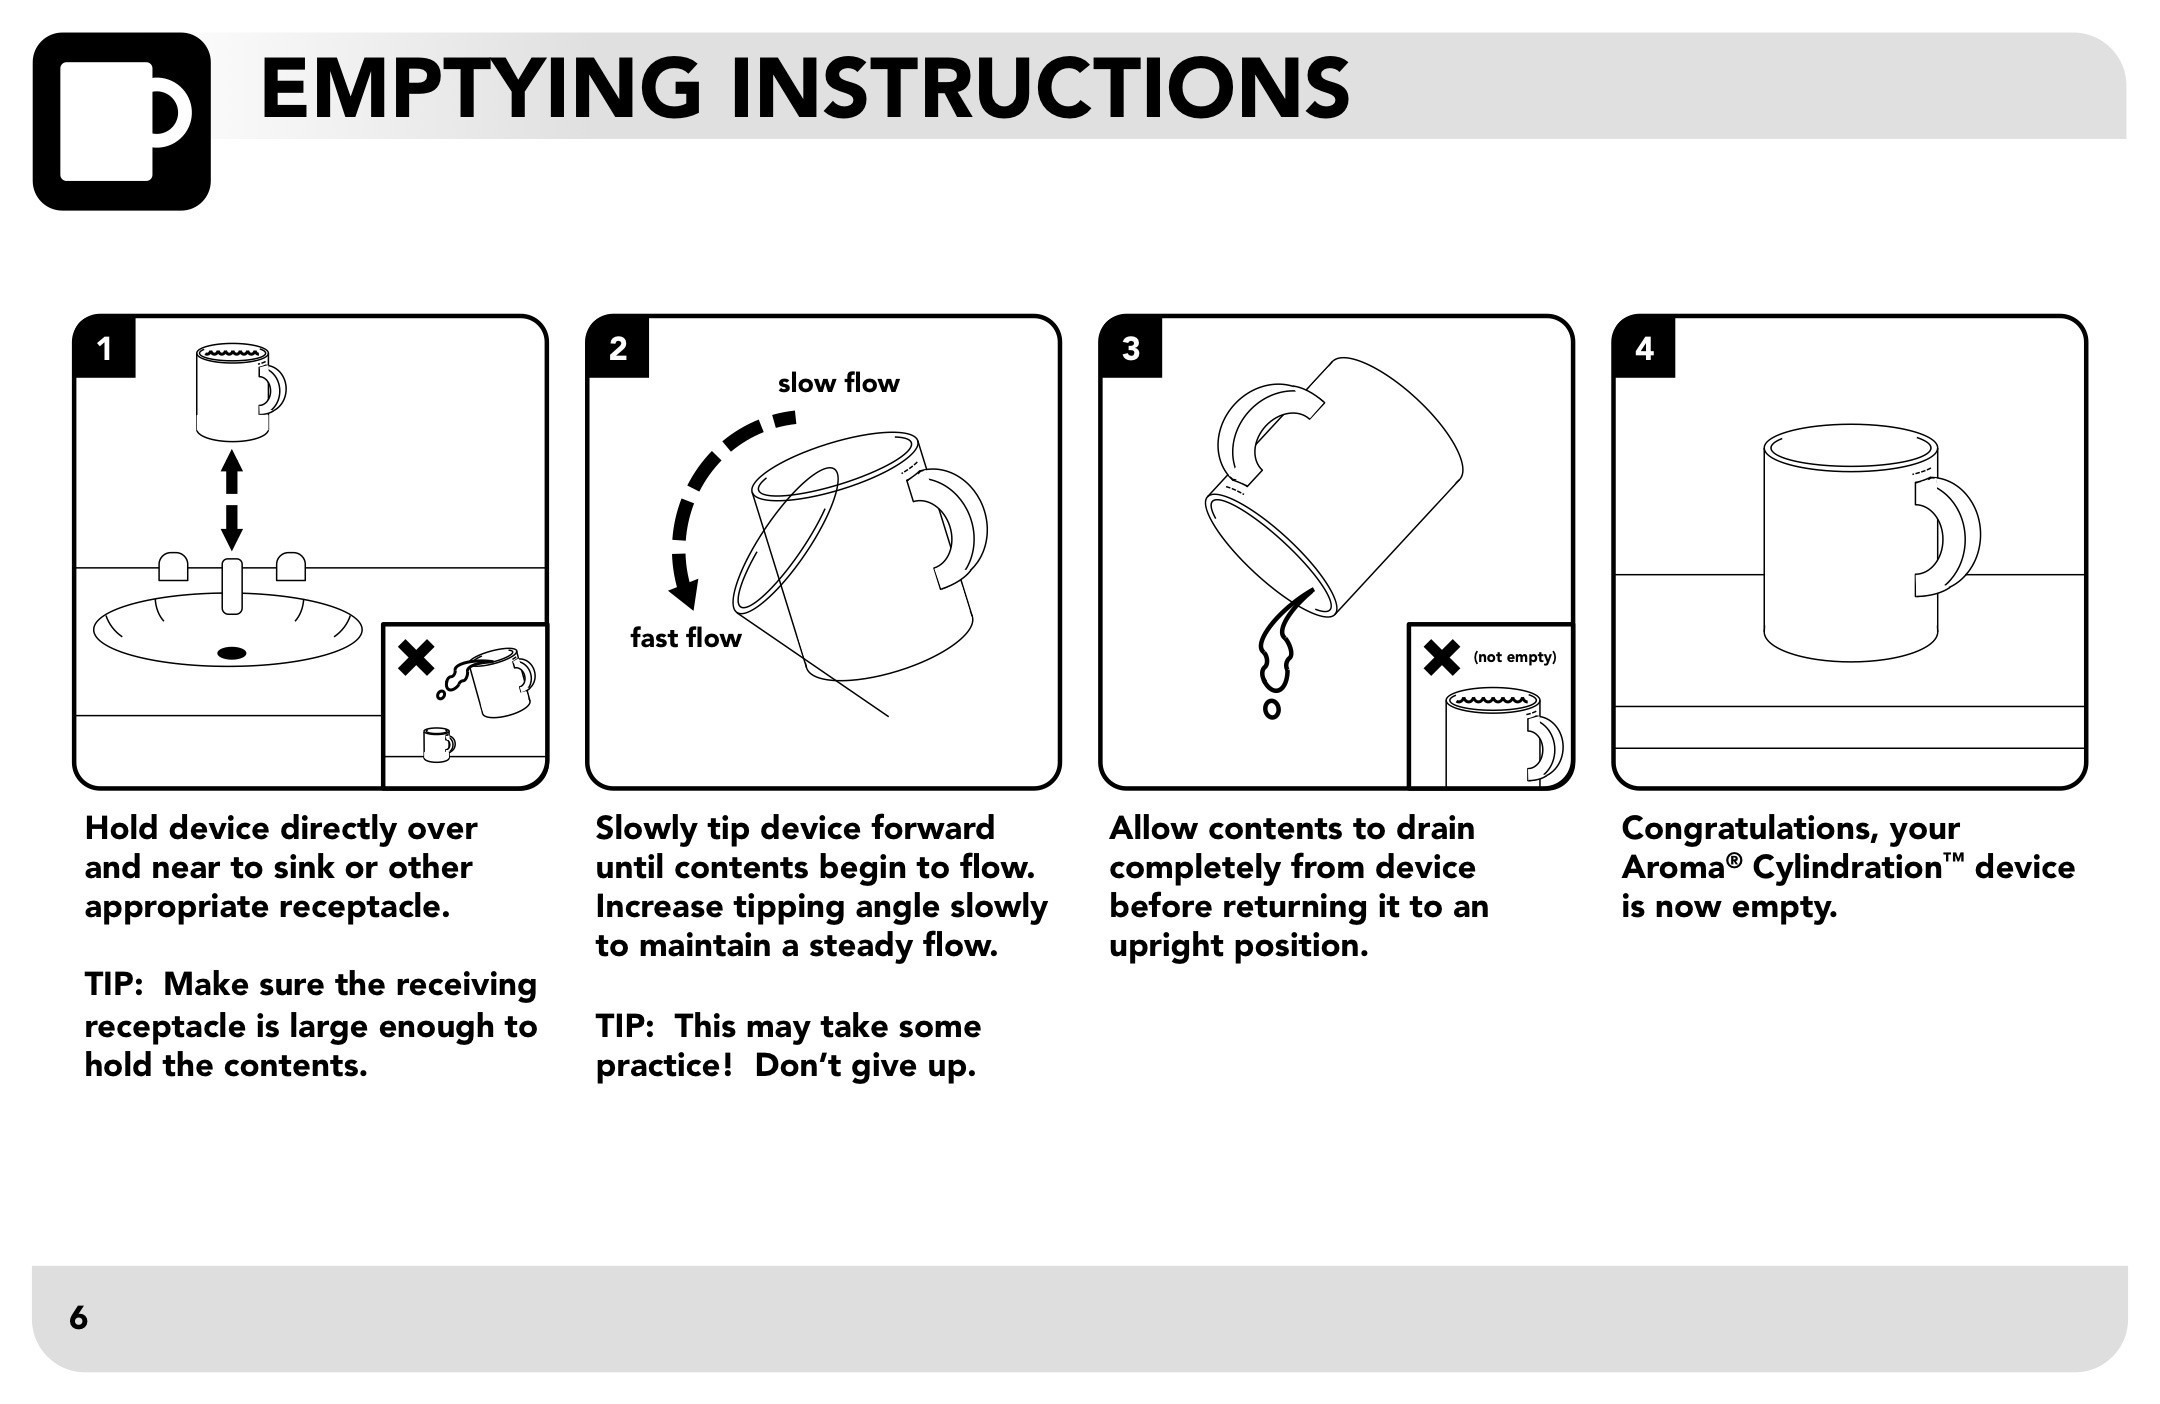 EMPTYING INSTRUCTIONS
1
Hold device directly over
and near to sink or other
appropriate receptacle.
TIP:  Make sure the receiving
receptacle is large enough to
hold the contents.
2
slow flow
fast flow
Slowly tip device forward
until contents begin to flow.
Increase tipping angle slowly
to maintain a steady flow.
TIP:  This may take some
practice!  Don’t give up.
3
(not empty)
Allow contents to drain
completely from device
before returning it to an
upright position.
4
Congratulations, your
Aroma® Cylindration™ device
is now empty.
6